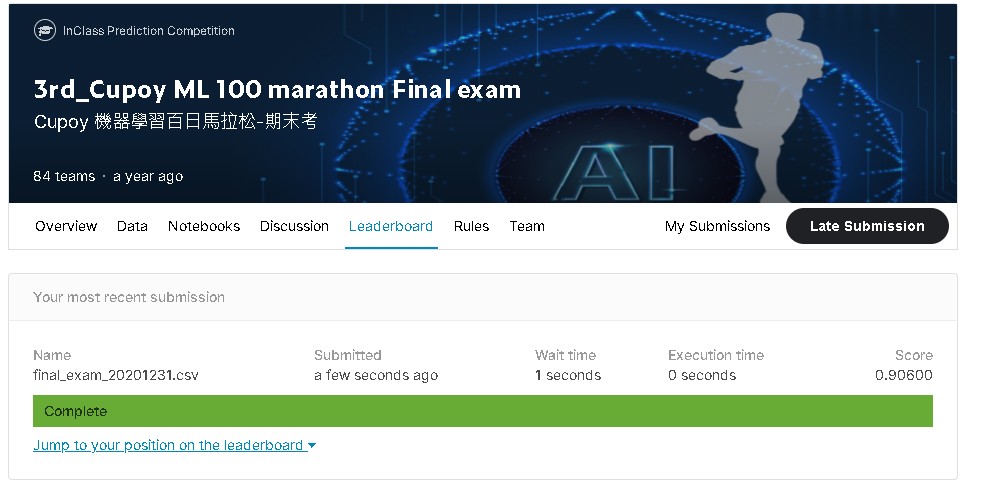 InClass Prediction Competition
3rd_Cupoy ML 100 marathon Final exam
Cupoy 機器學習百日馬拉松-期末考
84 teams · a year ago
AI
Overview Data Notebooks Discussion Leaderboard Rules Team My Submissions Late Submission
Your most recent submission
Name Submitted Wait time Execution time Score
final_exam_20201231.csv a few seconds ago 1 seconds 0 seconds 0.90600
Complete
Jump to your position on the leaderboard